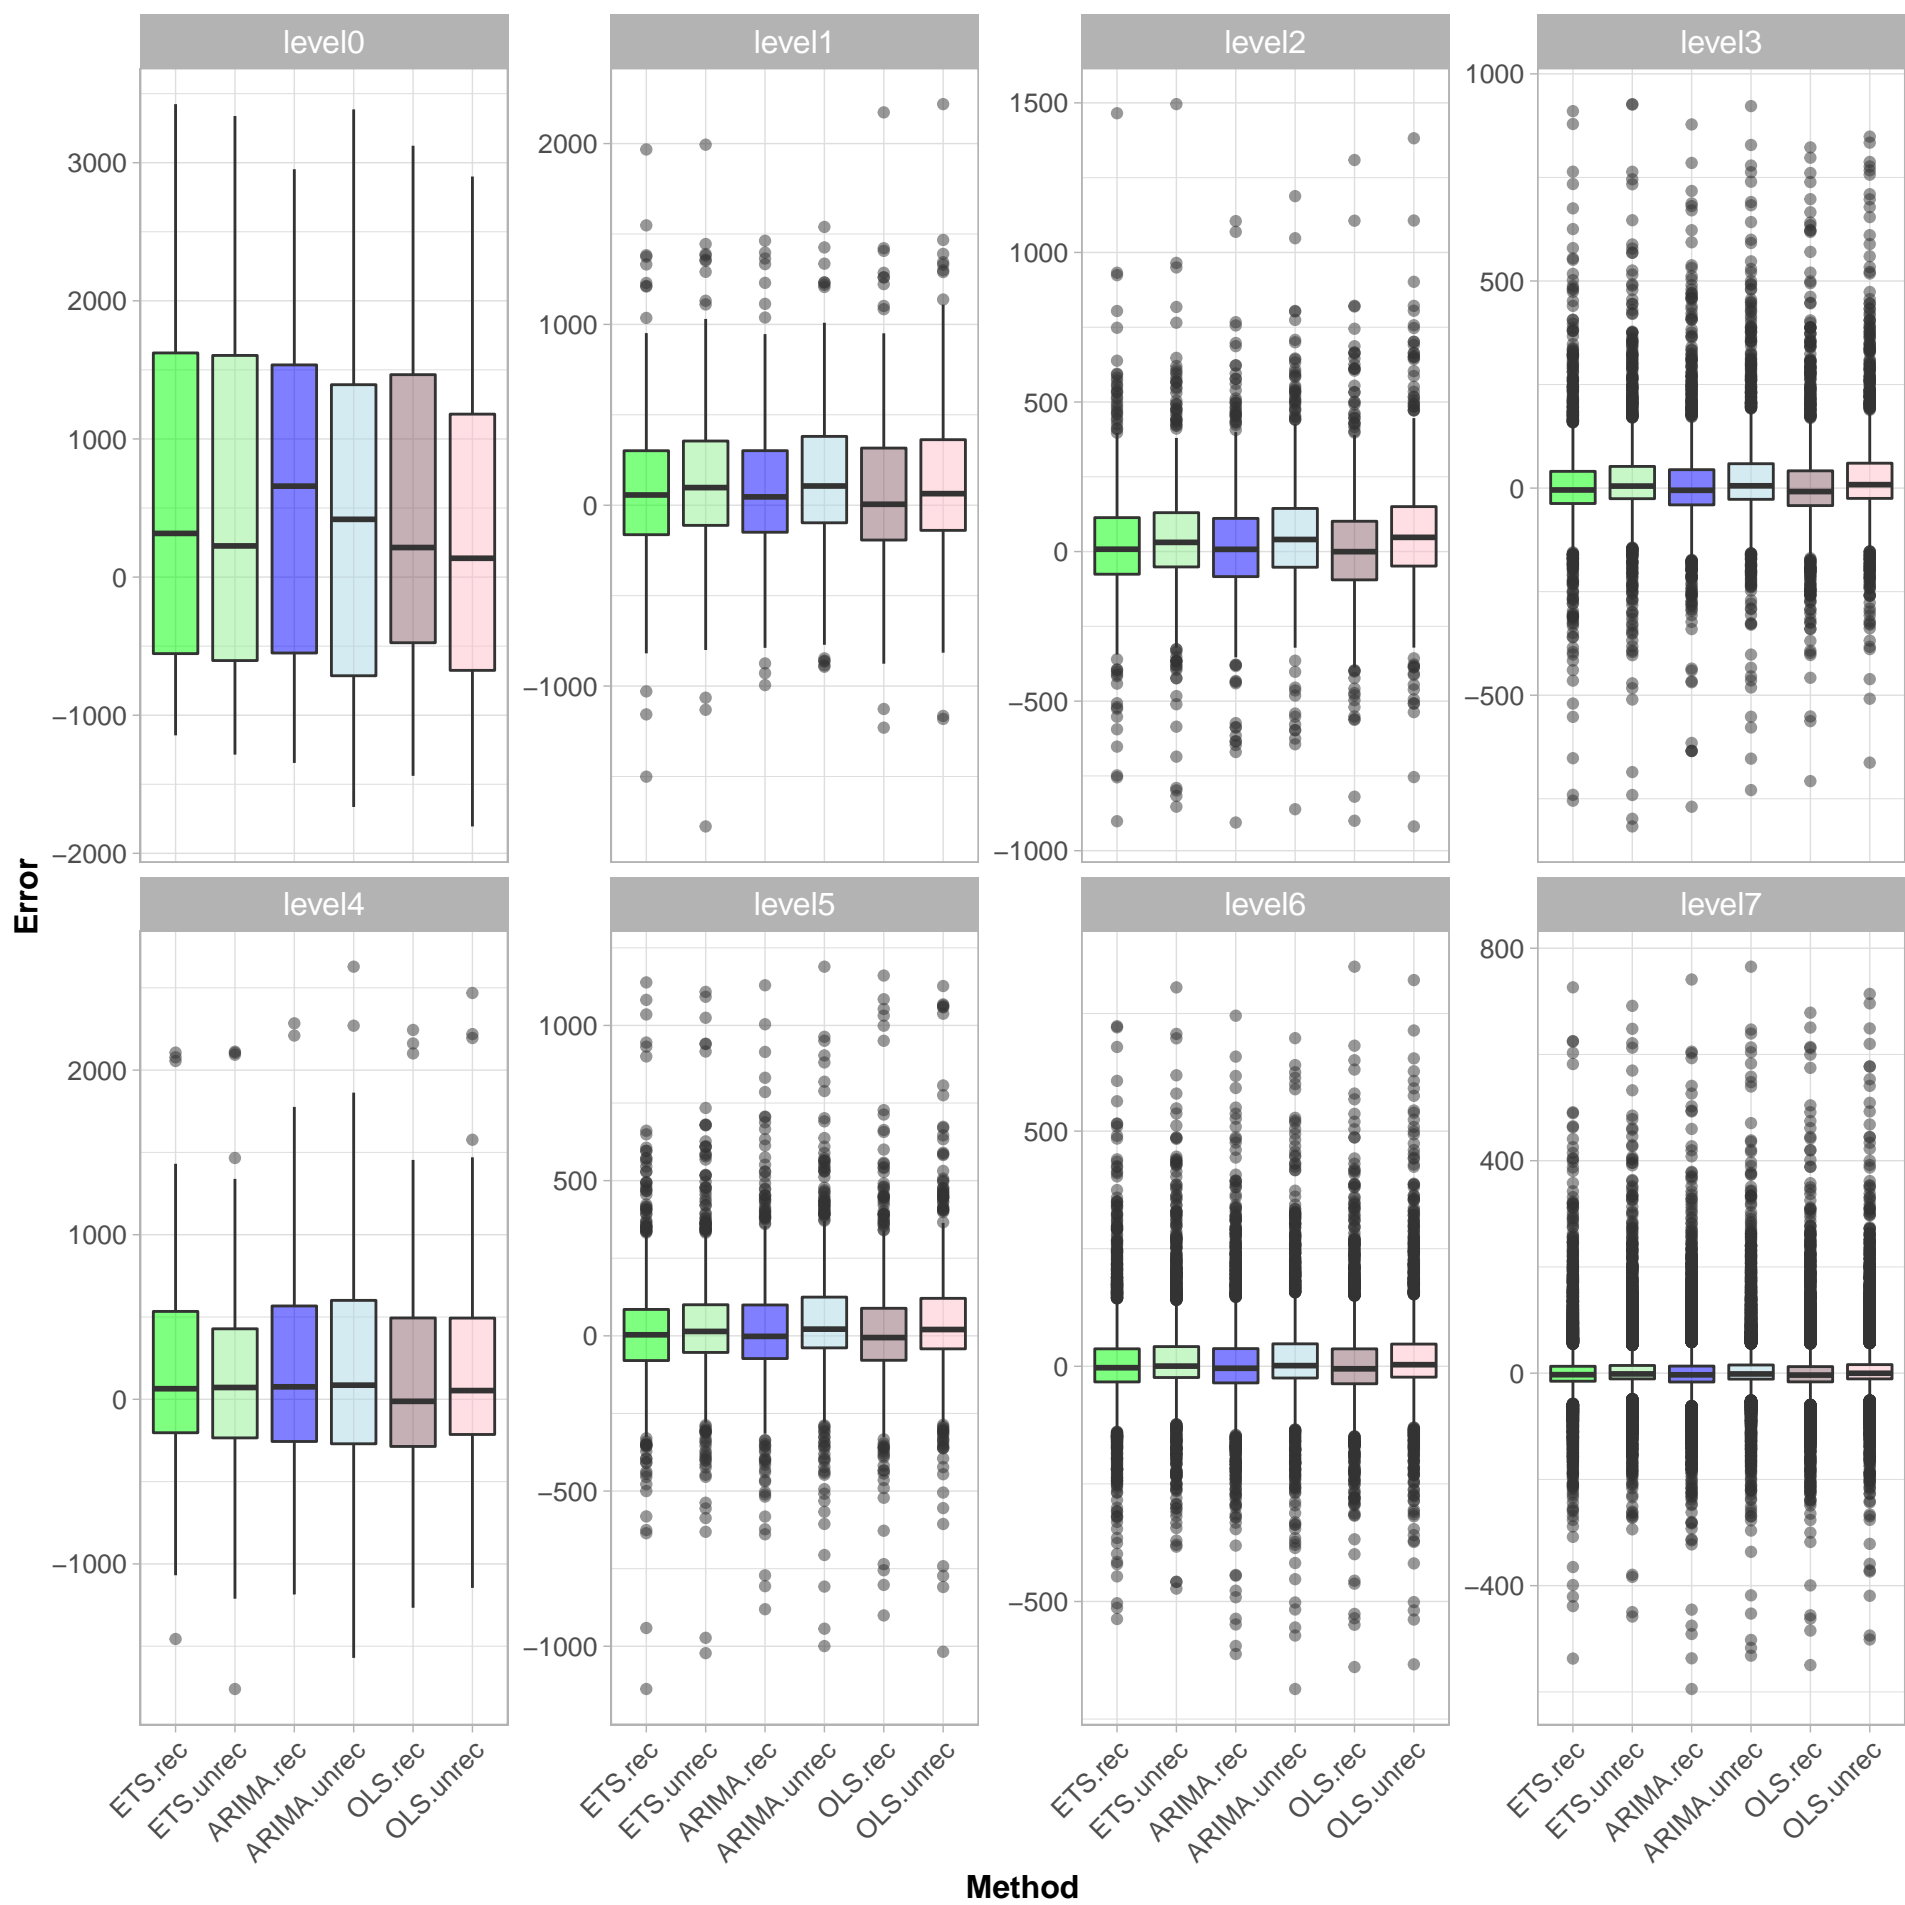 level0
level1
level2
level3
3000
2000
1000
0
−1000
−2000
2000
1000
0
−1000
1500
1000
500
0
−500
−1000
1000
500
0
−500
Error
level4
level5
level6
level7
2000
1000
0
−1000
1000
500
0
−500
−1000
500
0
−500
800
400
0
−400
ETS.rec
ETS.unrec
ARIMA.rec
ARIMA.unrec
OLS.rec
OLS.unrec
ETS.rec
ETS.unrec
ARIMA.rec
ARIMA.unrec
OLS.rec
OLS.unrec
ETS.rec
ETS.unrec
ARIMA.rec
ARIMA.unrec
OLS.rec
OLS.unrec
ETS.rec
ETS.unrec
ARIMA.rec
ARIMA.unrec
OLS.rec
OLS.unrec
Method